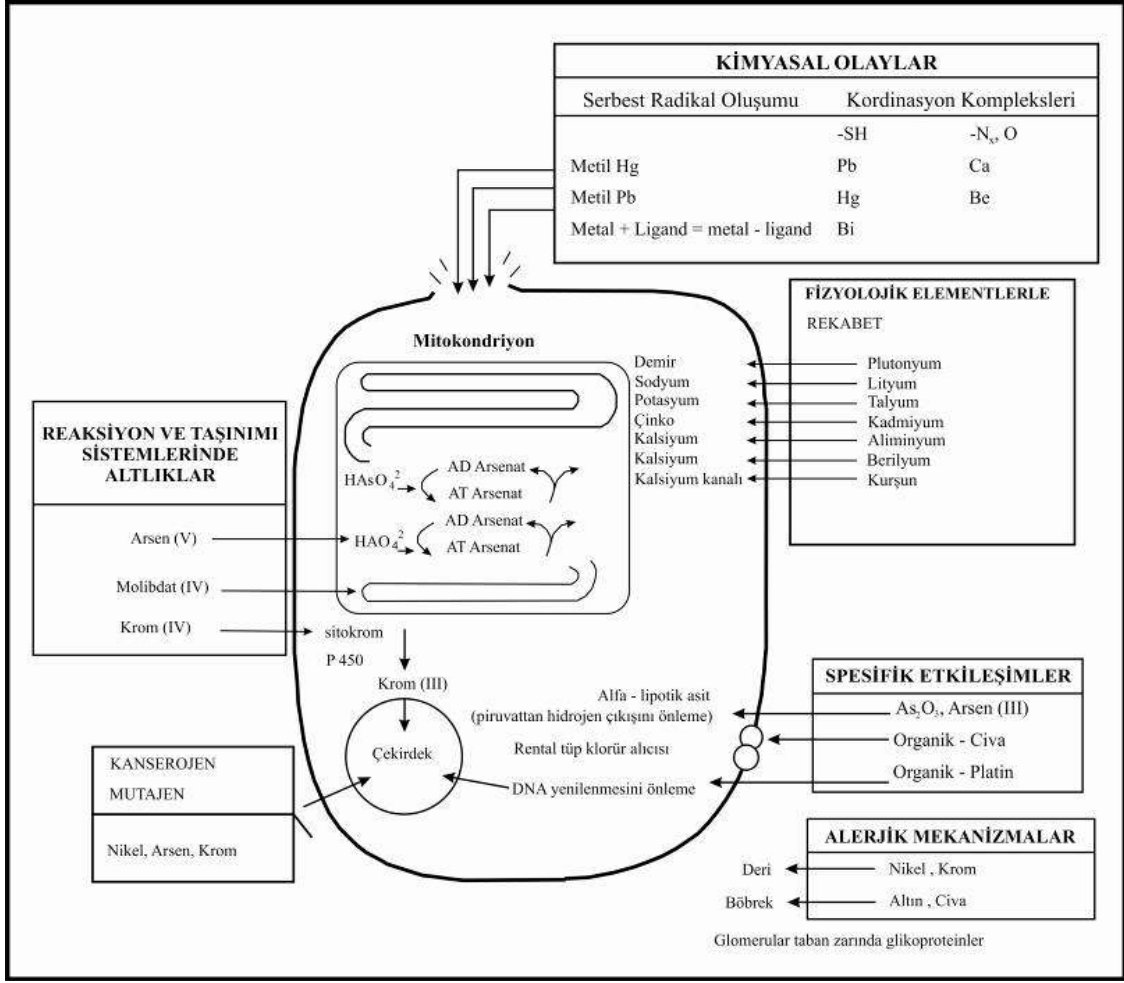 KİMYASAL OLAYLAR
Serbest Radikal Oluşumu Kordinasyon Kompleksleri
-SH -Nₓ, O
Metil Hg Pb Ca
Metil Pb Hg Be
Metal + Ligand = metal - ligand Bi
FİZYOLOJİK ELEMENTLERLE
REKABET
Mitokondriyon
Demir Plutonyum
Sodyum Lityum
Potasyum Talyum
Çinko Kadmiyum
Kalsiyum Aliminyum
Kalsiyum Berilyum
Kalsiyum kanalı Kurşun
REAKSİYON VE TAŞINIMI
SİSTEMLERİNDE
ALTLIKLAR
Arsen (V)
Molibdat (IV)
Krom (IV)
HAsO₄²
AD Arsenat
AT Arsenat
HAO₄²
AD Arsenat
AT Arsenat
sitokrom
P 450
Krom (III)
Çekirdek
KANSEROJEN
MUTAJEN
Nikel, Arsen, Krom
Alfa - lipotik asit
(piruvattan hidrojen çıkışını önleme)
Rental tüp klorür alıcısı
DNA yenilenmesini önleme
SPESİFİK ETKİLEŞİMLER
Arsen (III)
Organik - Civa
Organik - Platin
ALERJİK MEKANİZMALAR
Deri Nikel , Krom
Böbrek Altın , Civa
Glomerular taban zarında glikoproteinler